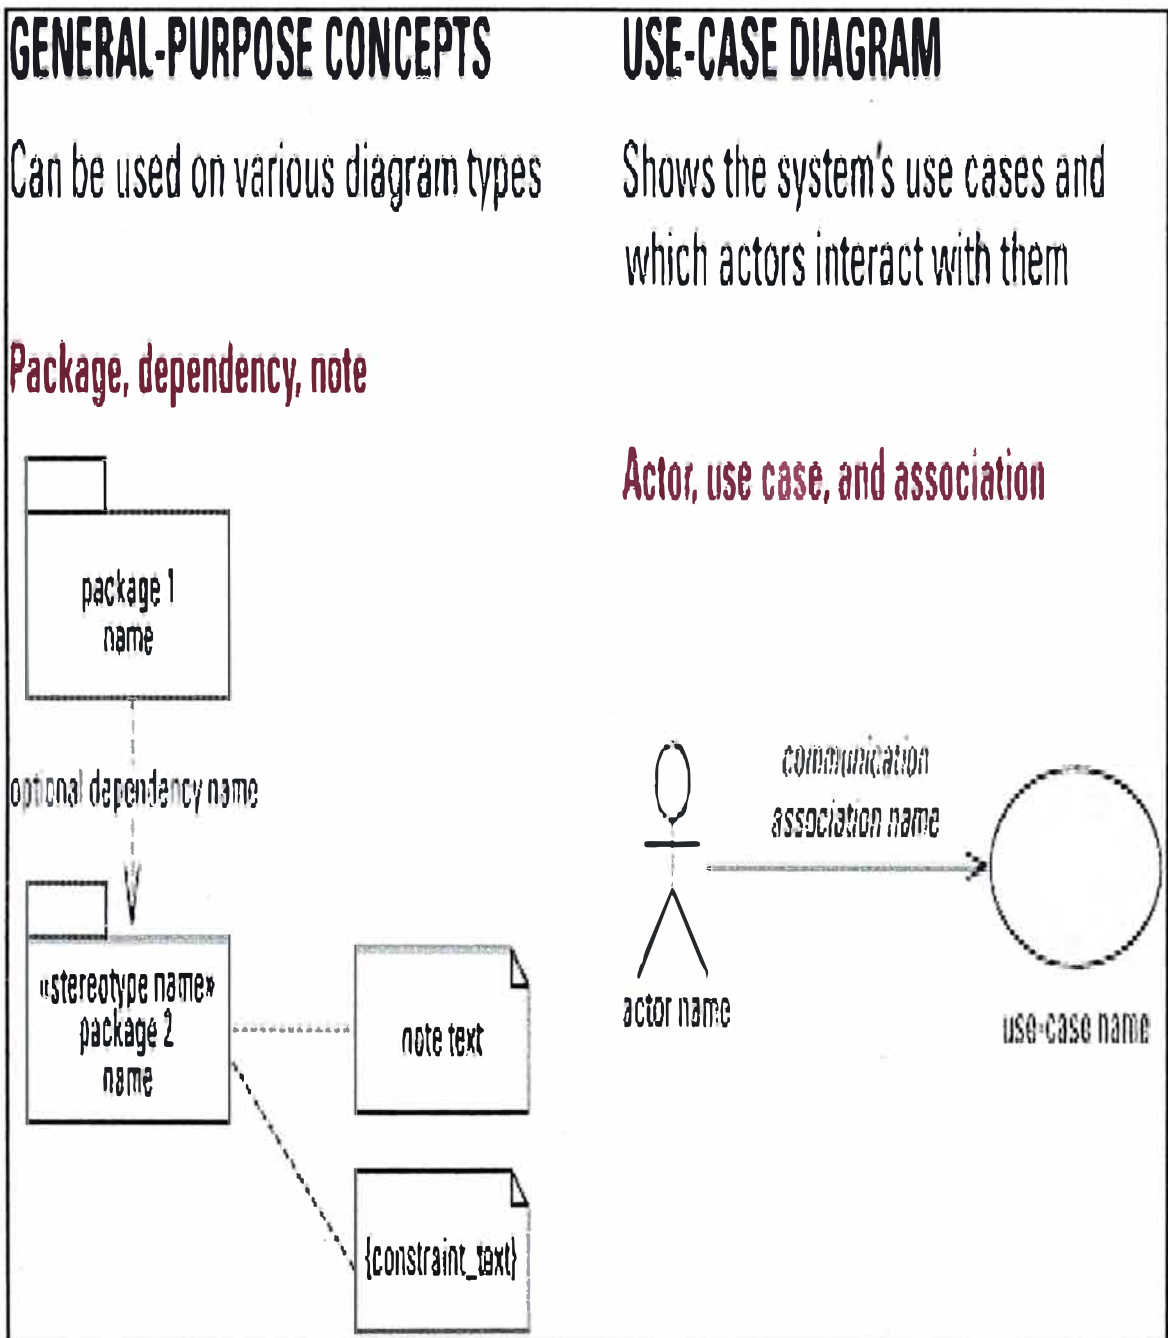 GENERAL-PURPOSE CONCEPTS
Can be used on various diagram types
Package, dependency, note
package 1
name
optional dependency name
«stereotype name»
package 2
name
note text
{constraint_text}
USE-CASE DIAGRAM
Shows the system's use cases and
which actors interact with them
Actor, use case, and association
communication
association name
actor name
use-case name